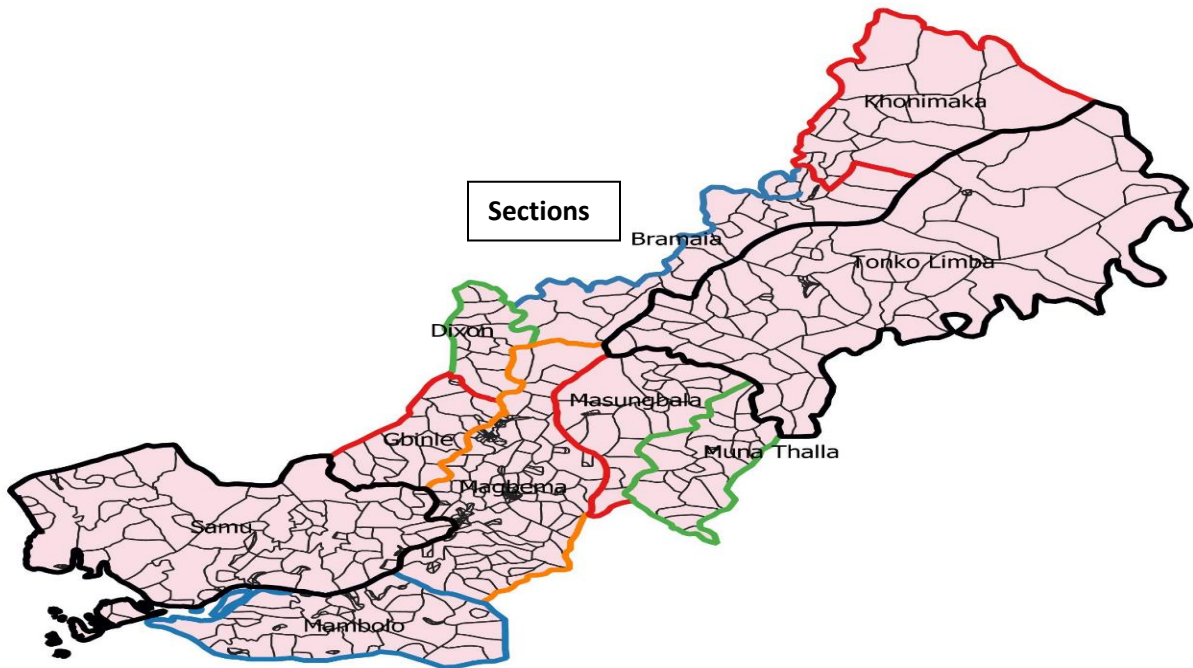 Khonimaka
Sections
Bramaia
Tonko Limba
Dixon
Masungbala
Gbinle
Muna Thalla
Magbema
Samu
Mambolo